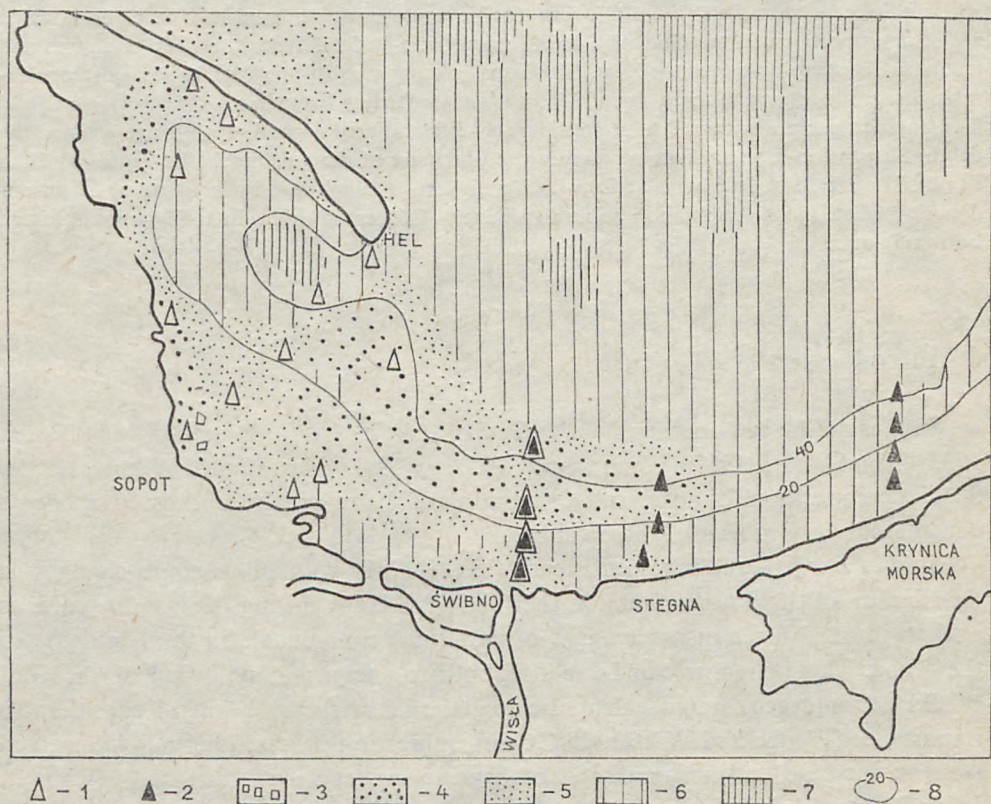 HEL
40
20
SOPOT
KRYNICA
MORSKA
ŚWIBNO
STEGNA
WISŁA
- 1
- 2
- 3
- 4
- 5
- 6
- 7
20
- 8